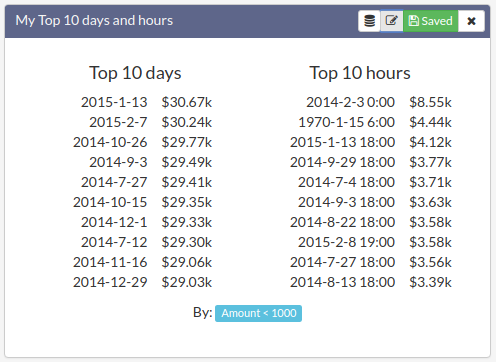 My Top 10 days and hours
Saved
Top 10 days
2015-1-13 $30.67k
2015-2-7 $30.24k
2014-10-26 $29.77k
2014-9-3 $29.49k
2014-7-27 $29.41k
2014-10-15 $29.35k
2014-12-1 $29.33k
2014-7-12 $29.30k
2014-11-16 $29.06k
2014-12-29 $29.03k
Top 10 hours
2014-2-3 0:00 $8.55k
1970-1-15 6:00 $4.44k
2015-1-13 18:00 $4.12k
2014-9-29 18:00 $3.77k
2014-7-4 18:00 $3.71k
2014-9-3 18:00 $3.63k
2014-8-22 18:00 $3.58k
2015-2-8 19:00 $3.58k
2014-7-27 18:00 $3.56k
2014-8-13 18:00 $3.39k
By: Amount < 1000